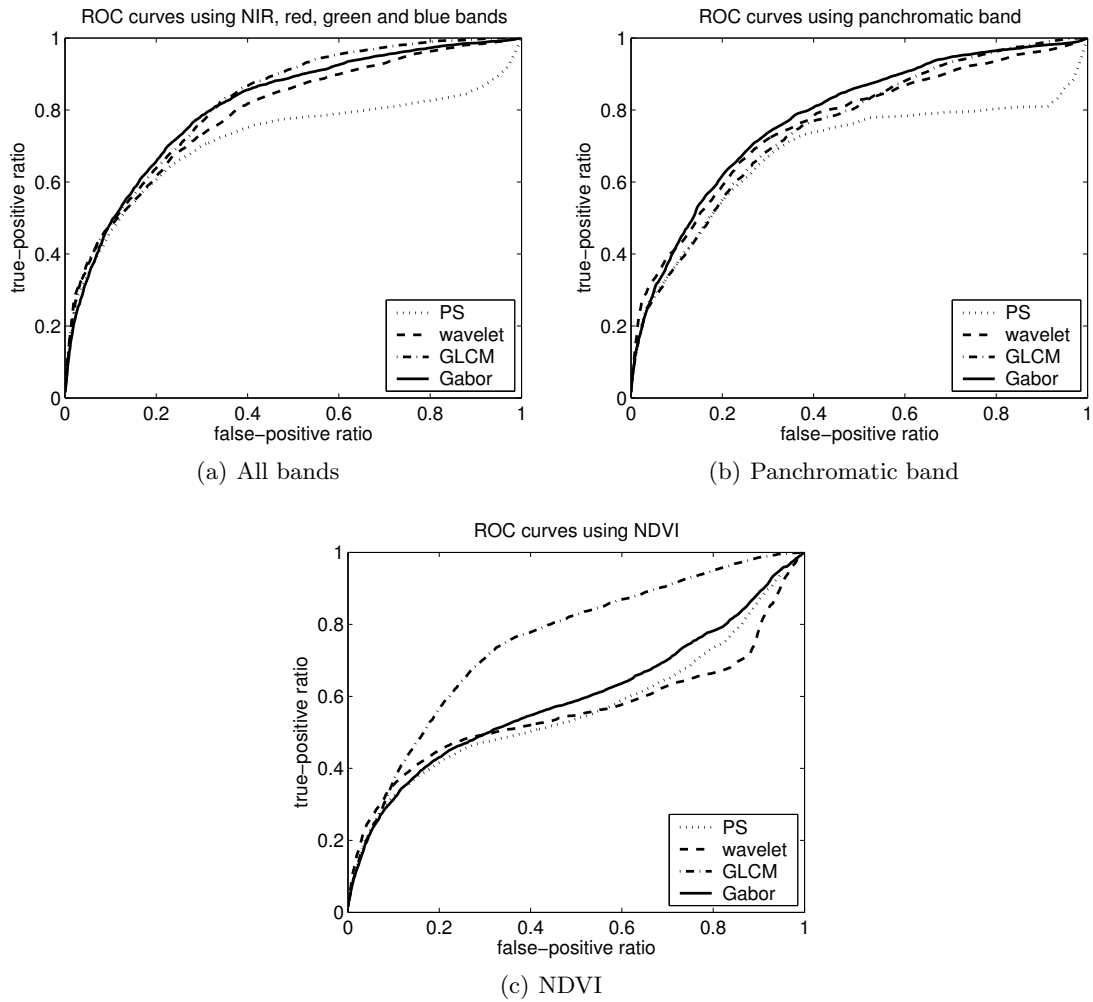 ROC curves using NIR, red, green and blue bands
true−positive ratio
1
0.8
0.6
0.4
0.2
0
PS
wavelet
GLCM
Gabor
0 0.2 0.4 0.6 0.8 1
false−positive ratio
(a) All bands
ROC curves using panchromatic band
true−positive ratio
1
0.8
0.6
0.4
0.2
0
PS
wavelet
GLCM
Gabor
0 0.2 0.4 0.6 0.8 1
false−positive ratio
(b) Panchromatic band
ROC curves using NDVI
true−positive ratio
1
0.8
0.6
0.4
0.2
0
PS
wavelet
GLCM
Gabor
0 0.2 0.4 0.6 0.8 1
false−positive ratio
(c) NDVI